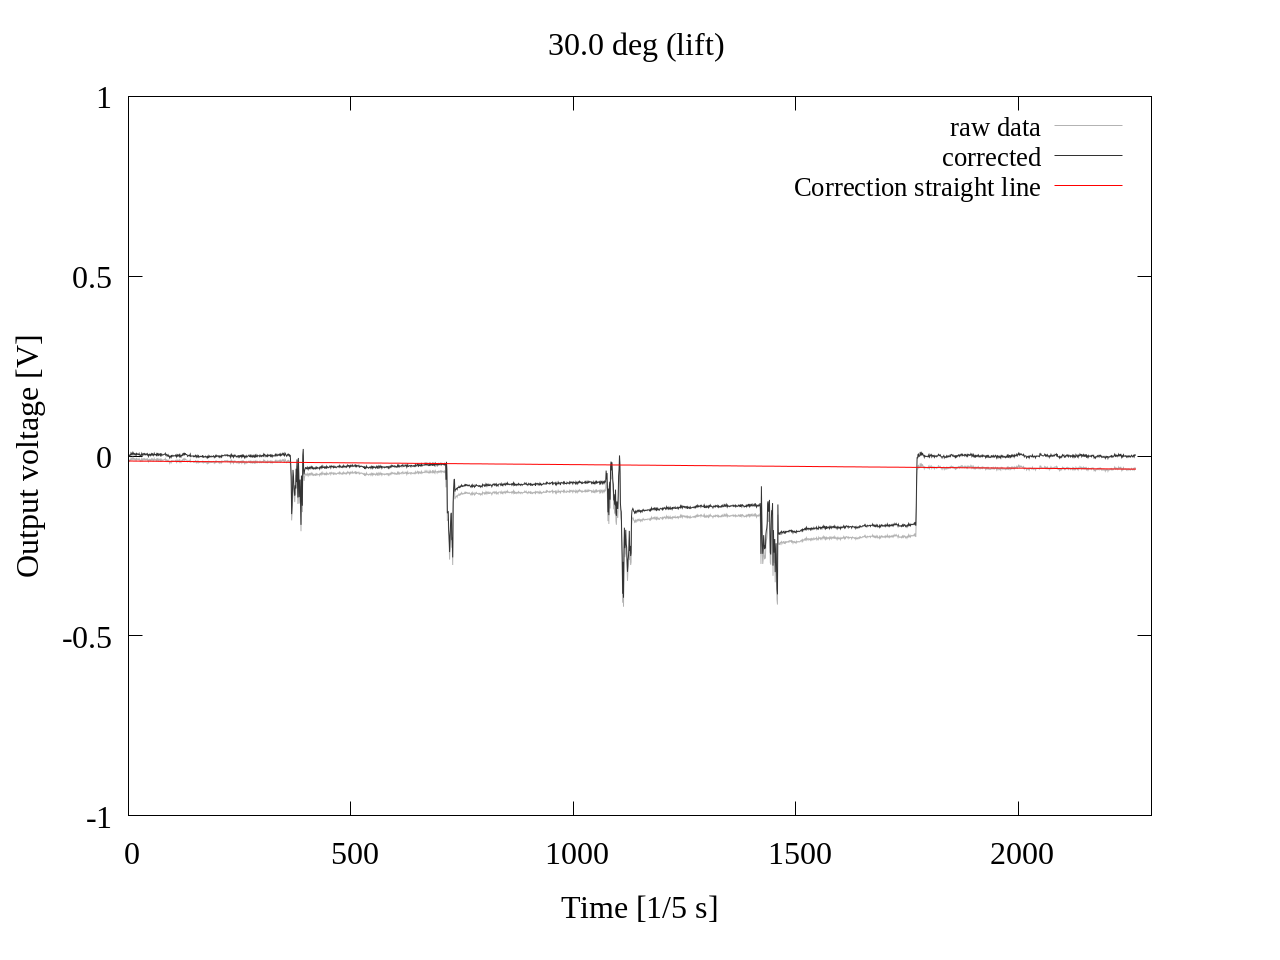 30.0 deg (lift)
1
raw data
corrected
Correction straight line
0.5
0
-0.5
-1
Output voltage [V]
0 500 1000 1500 2000
Time [1/5 s]